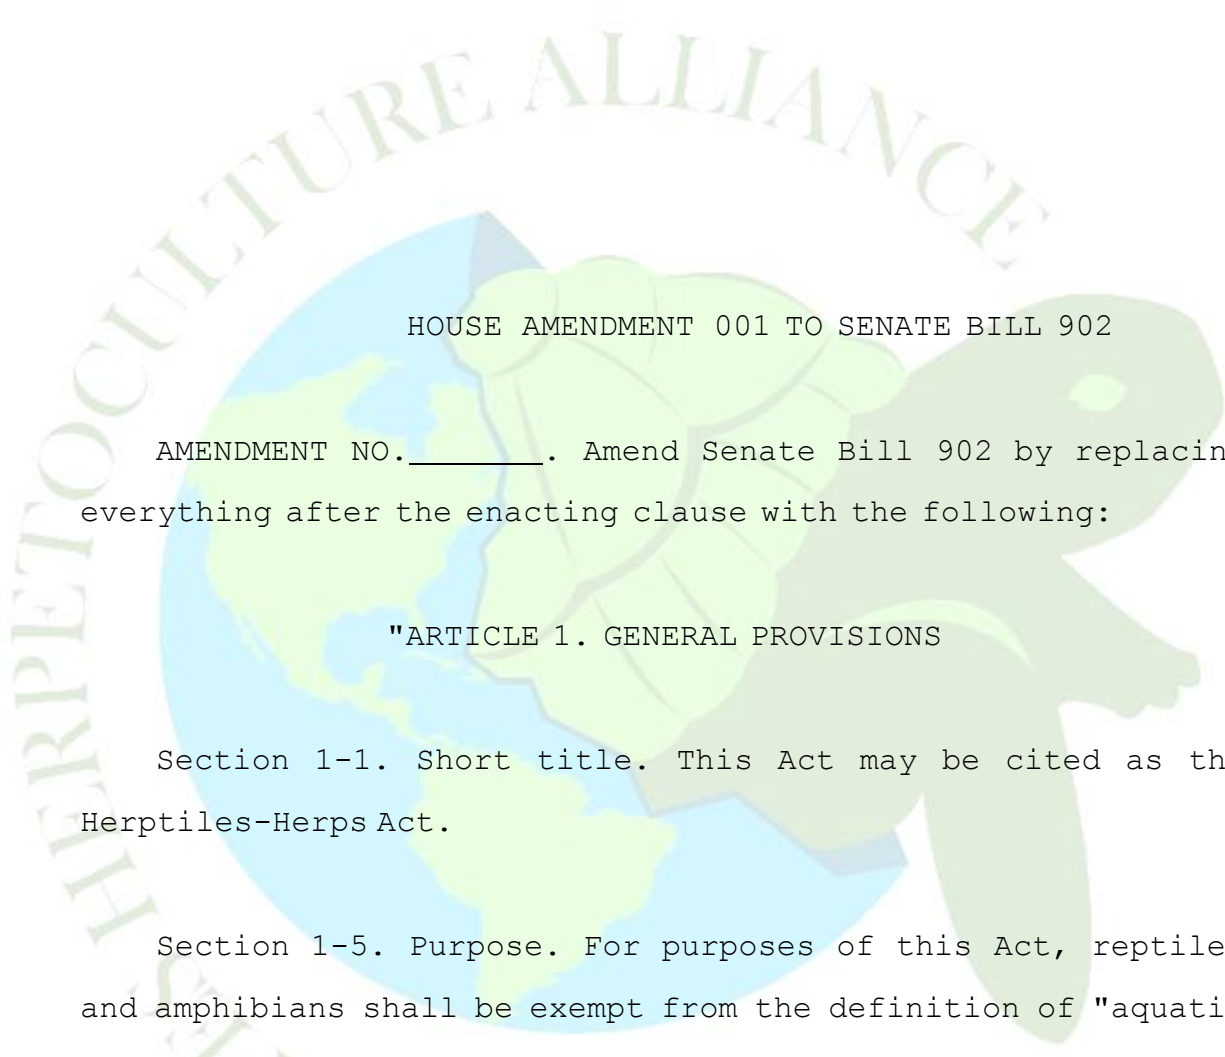 HERPETOCULTURE ALLIANCE
HOUSE AMENDMENT 001 TO SENATE BILL 902
AMENDMENT NO. ________. Amend Senate Bill 902 by replacin
everything after the enacting clause with the following:
"ARTICLE 1. GENERAL PROVISIONS
Section 1-1. Short title. This Act may be cited as th
Herptiles-Herps Act.
Section 1-5. Purpose. For purposes of this Act, reptile
and amphibians shall be exempt from the definition of "aquati